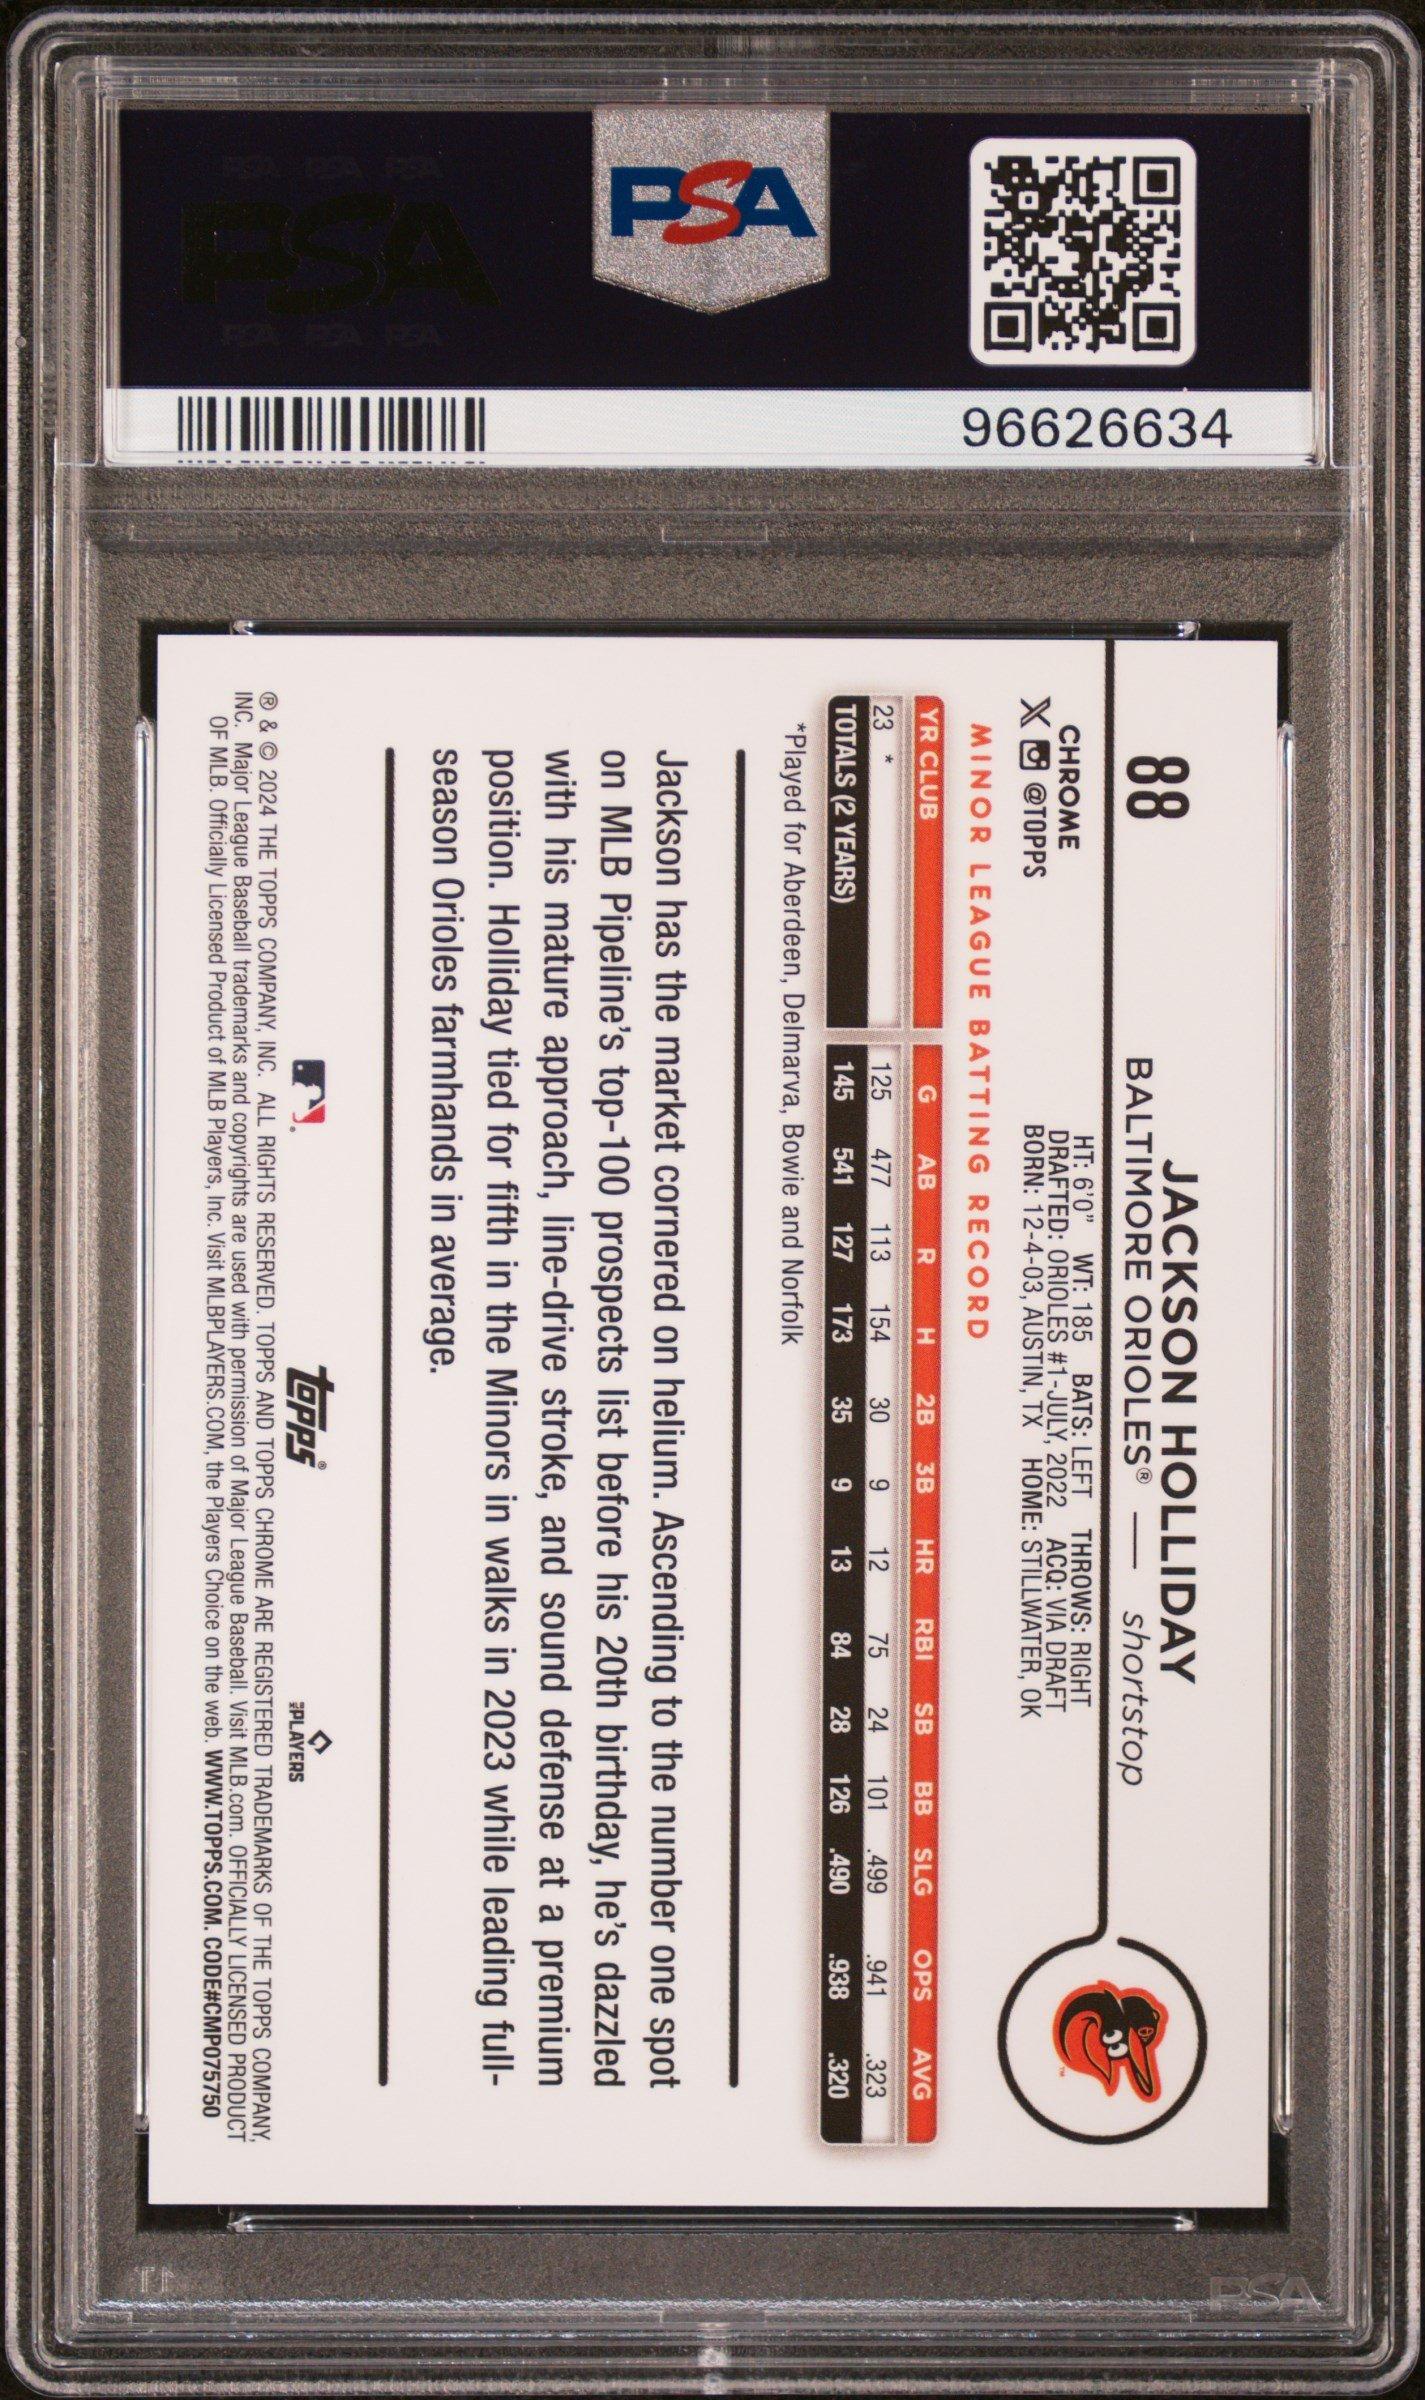 PSA PSA PSA
PSA
PSA PSA PSA
PSA
96626634
88
JACKSON HOLLIDAY
BALTIMORE ORIOLES® — shortstop
CHROME
X @TOPPS
HT: 6'0" WT: 185 BATS: LEFT THROWS: RIGHT
DRAFTED: ORIOLES #1-JULY, 2022 ACQ: VIA DRAFT
BORN: 12-4-03, AUSTIN, TX HOME: STILLWATER, OK
MINOR LEAGUE BATTING RECORD
YR CLUB G AB R H 2B 3B HR RBI SB BB SLG OPS AVG
23 * 125 477 113 154 30 9 12 75 24 101 .499 .941 .323
TOTALS (2 YEARS) 145 541 127 173 35 9 13 84 28 126 .490 .938 .320
*Played for Aberdeen, Delmarva, Bowie and Norfolk
Jackson has the market cornered on helium. Ascending to the number one spot
on MLB Pipeline's top-100 prospects list before his 20th birthday, he's dazzled
with his mature approach, line-drive stroke, and sound defense at a premium
position. Holliday tied for fifth in the Minors in walks in 2023 while leading full-
season Orioles farmhands in average.
topps®
PLAYERS
® & © 2024 THE TOPPS COMPANY, INC. ALL RIGHTS RESERVED. TOPPS AND TOPPS CHROME ARE REGISTERED TRADEMARKS OF THE TOPPS COMPANY,
INC. Major League Baseball trademarks and copyrights are used with permission of Major League Baseball. Visit MLB.com. OFFICIALLY LICENSED PRODUCT
OF MLB. Officially Licensed Product of MLB Players, Inc. Visit MLBPLAYERS.COM, the Players Choice on the web. WWW.TOPPS.COM. CODE#CMP075750
PSA